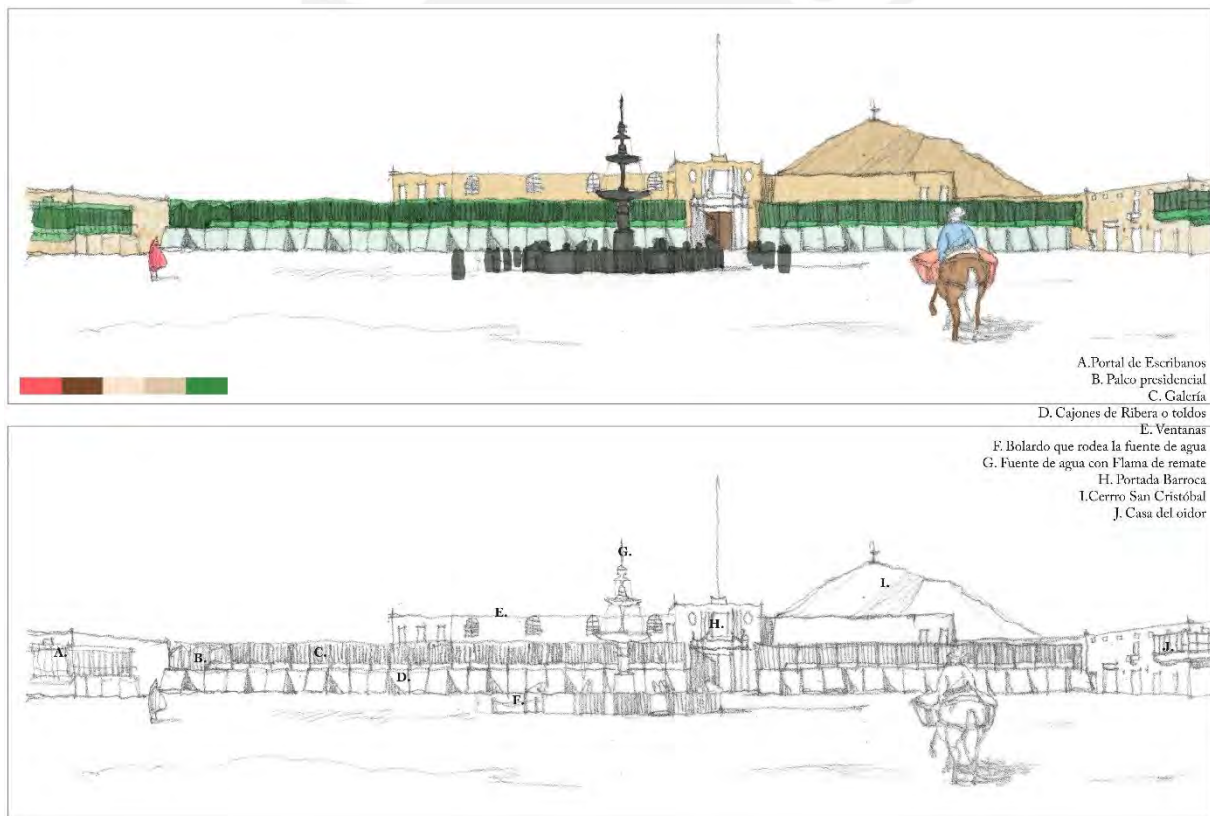 A.Portal de Escribanos
B. Palco presidencial
C. Galería
D. Cajones de Ribera o toldos
E. Ventanas
F. Bolardo que rodea la fuente de agua
G. Fuente de agua con Flama de remate
H. Portada Barroca
I.Cerrro San Cristóbal
J. Casa del oidor
G.
I.
E.
H.
A.
B.
C.
J.
D.
F.